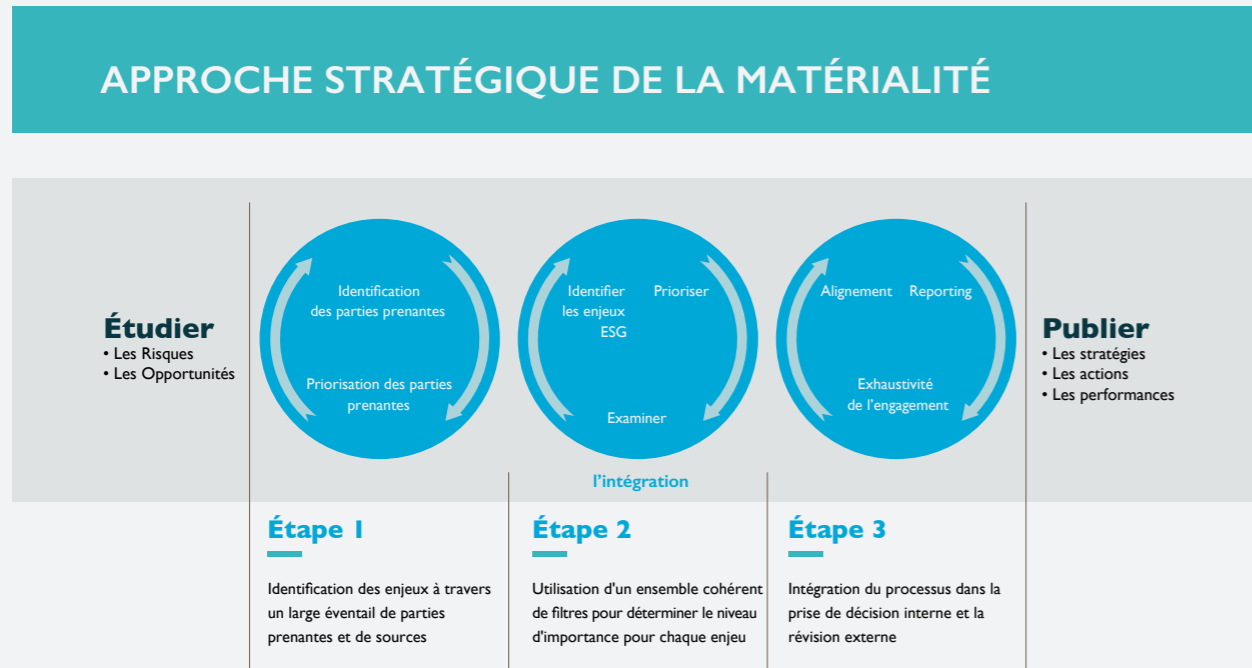 APPROCHE STRATÉGIQUE DE LA MATÉRIALITÉ
Étudier
• Les Risques
• Les Opportunités
Identification
des parties prenantes
Priorisation des parties
prenantes
Identifier
les enjeux
ESG
Prioriser
Examiner
Alignement
Reporting
Exhaustivité
de l'engagement
Publier
• Les stratégies
• Les actions
• Les performances
l'intégration
Étape 1
Identification des enjeux à travers
un large éventail de parties
prenantes et de sources
Étape 2
Utilisation d'un ensemble cohérent
de filtres pour déterminer le niveau
d'importance pour chaque enjeu
Étape 3
Intégration du processus dans la
prise de décision interne et la
révision externe